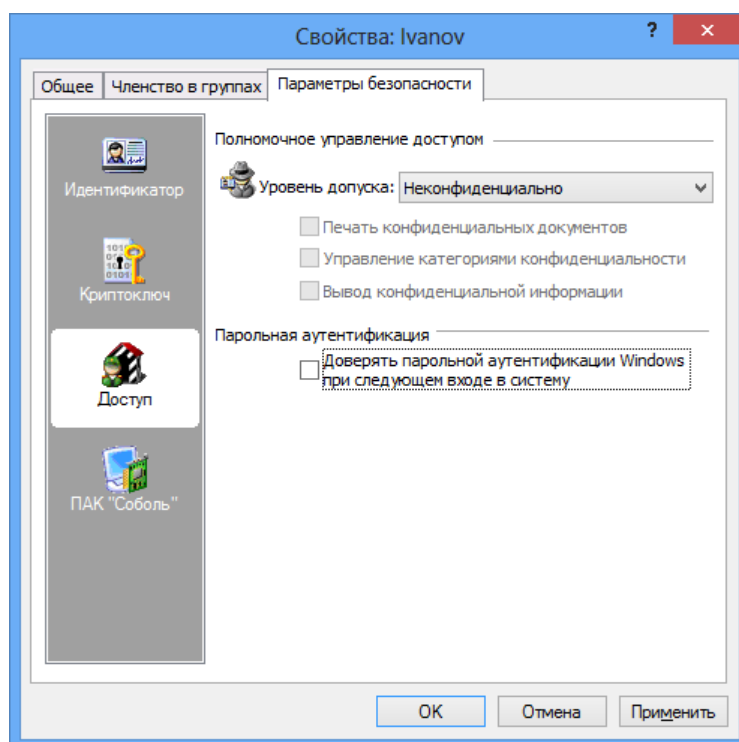 Свойства: Ivanov
?
×
Общее
Членство в группах
Параметры безопасности
Идентификатор
Криптоключ
Доступ
ПАК "Соболь"
Полномочное управление доступом
Уровень допуска: Неконфиденциально
Печать конфиденциальных документов
Управление категориями конфиденциальности
Вывод конфиденциальной информации
Парольная аутентификация
Доверять парольной аутентификации Windows
при следующем входе в систему
OK
Отмена
Применить